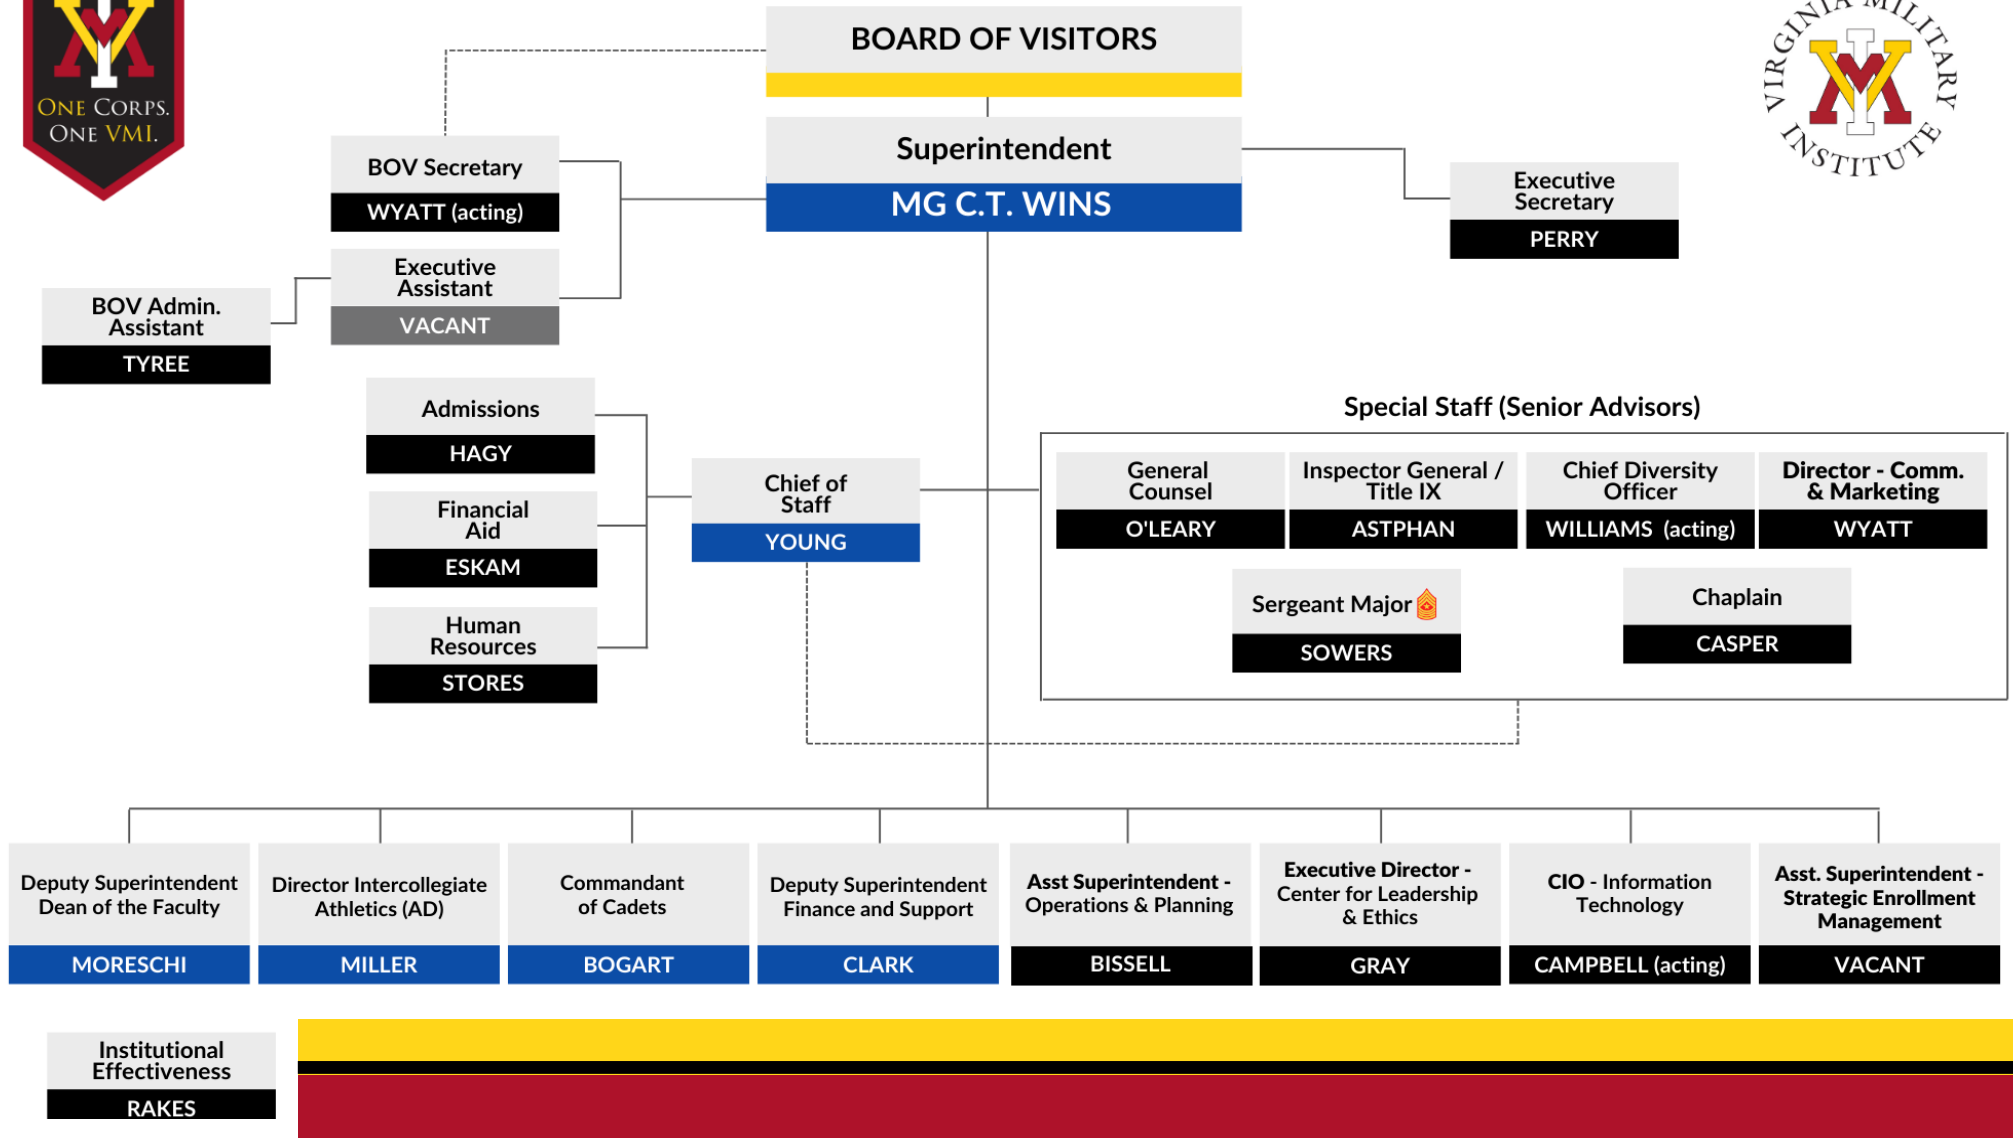 ONE CORPS.
ONE VMI.
BOARD OF VISITORS
VIRGINIA MILITARY
INSTITUTE
Superintendent
MG C.T. WINS
BOV Secretary
WYATT (acting)
Executive
Secretary
PERRY
Executive
Assistant
VACANT
BOV Admin.
Assistant
TYREE
Admissions
HAGY
Financial
Aid
ESKAM
Human
Resources
STORES
Chief of
Staff
YOUNG
Special Staff (Senior Advisors)
General
Counsel
O'LEARY
Inspector General /
Title IX
ASTPHAN
Chief Diversity
Officer
WILLIAMS (acting)
Director - Comm.
& Marketing
WYATT
Sergeant Major
SOWERS
Chaplain
CASPER
Deputy Superintendent
Dean of the Faculty
MORESCHI
Director Intercollegiate
Athletics (AD)
MILLER
Commandant
of Cadets
BOGART
Deputy Superintendent
Finance and Support
CLARK
Asst Superintendent -
Operations & Planning
BISSELL
Executive Director -
Center for Leadership
& Ethics
GRAY
CIO - Information
Technology
CAMPBELL (acting)
Asst. Superintendent -
Strategic Enrollment
Management
VACANT
Institutional
Effectiveness
RAKES